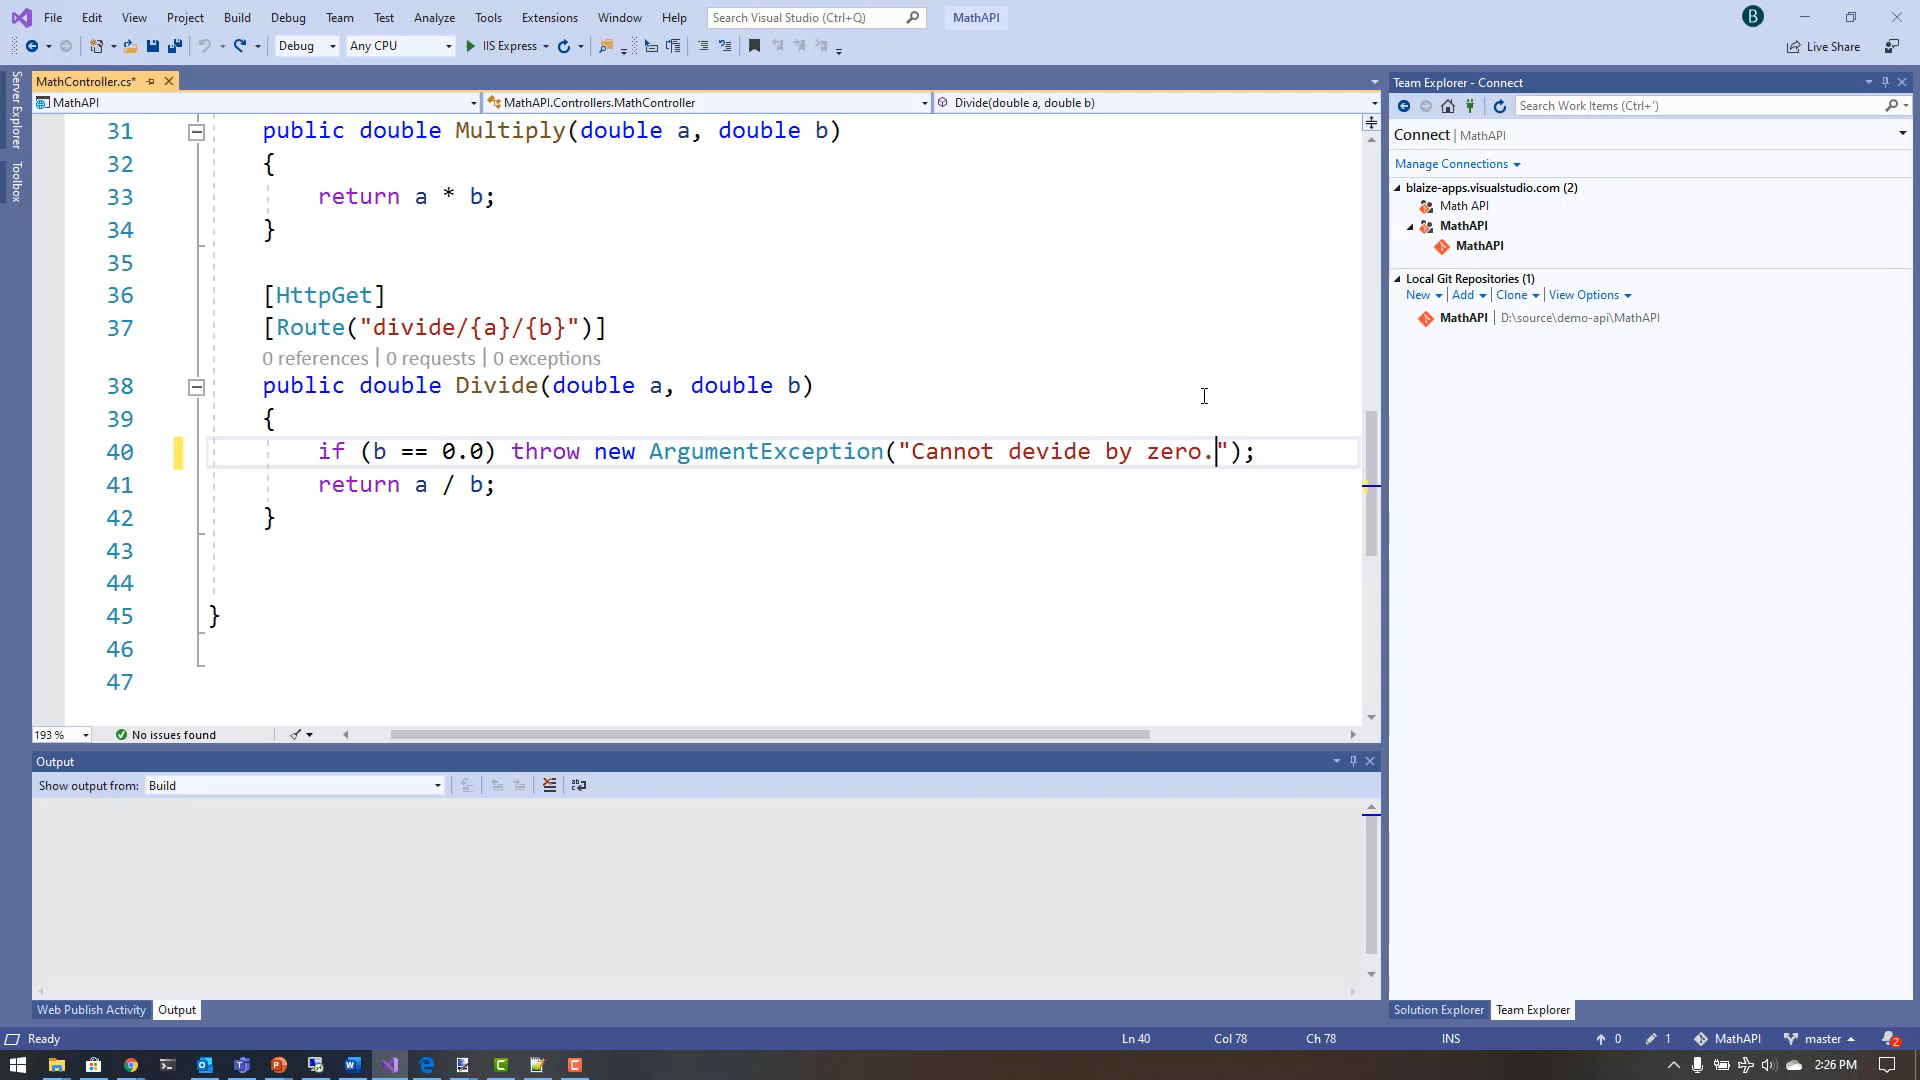 File Edit View Project Build Debug Team Test Analyze Tools Extensions Window Help Search Visual Studio (Ctrl+Q) MathAPI B
Debug Any CPU IIS Express Live Share
Server Explorer
Toolbox
MathController.cs*
MathAPI MathAPI.Controllers.MathController Divide(double a, double b)
31 public double Multiply(double a, double b)
32 {
33 return a * b;
34 }
35
36 [HttpGet]
37 [Route("divide/{a}/{b}")]
0 references | 0 requests | 0 exceptions
38 public double Divide(double a, double b)
39 {
40 if (b == 0.0) throw new ArgumentException("Cannot devide by zero.");
41 return a / b;
42 }
43
44
45 }
46
47
193 % No issues found
Output
Show output from: Build
Web Publish Activity Output
Team Explorer - Connect
Search Work Items (Ctrl+')
Connect | MathAPI
Manage Connections
blaize-apps.visualstudio.com (2)
Math API
MathAPI
MathAPI
Local Git Repositories (1)
New | Add | Clone | View Options
MathAPI | D:\source\demo-api\MathAPI
Solution Explorer Team Explorer
Ready Ln 40 Col 78 Ch 78 INS 0 1 MathAPI master 2
2:26 PM